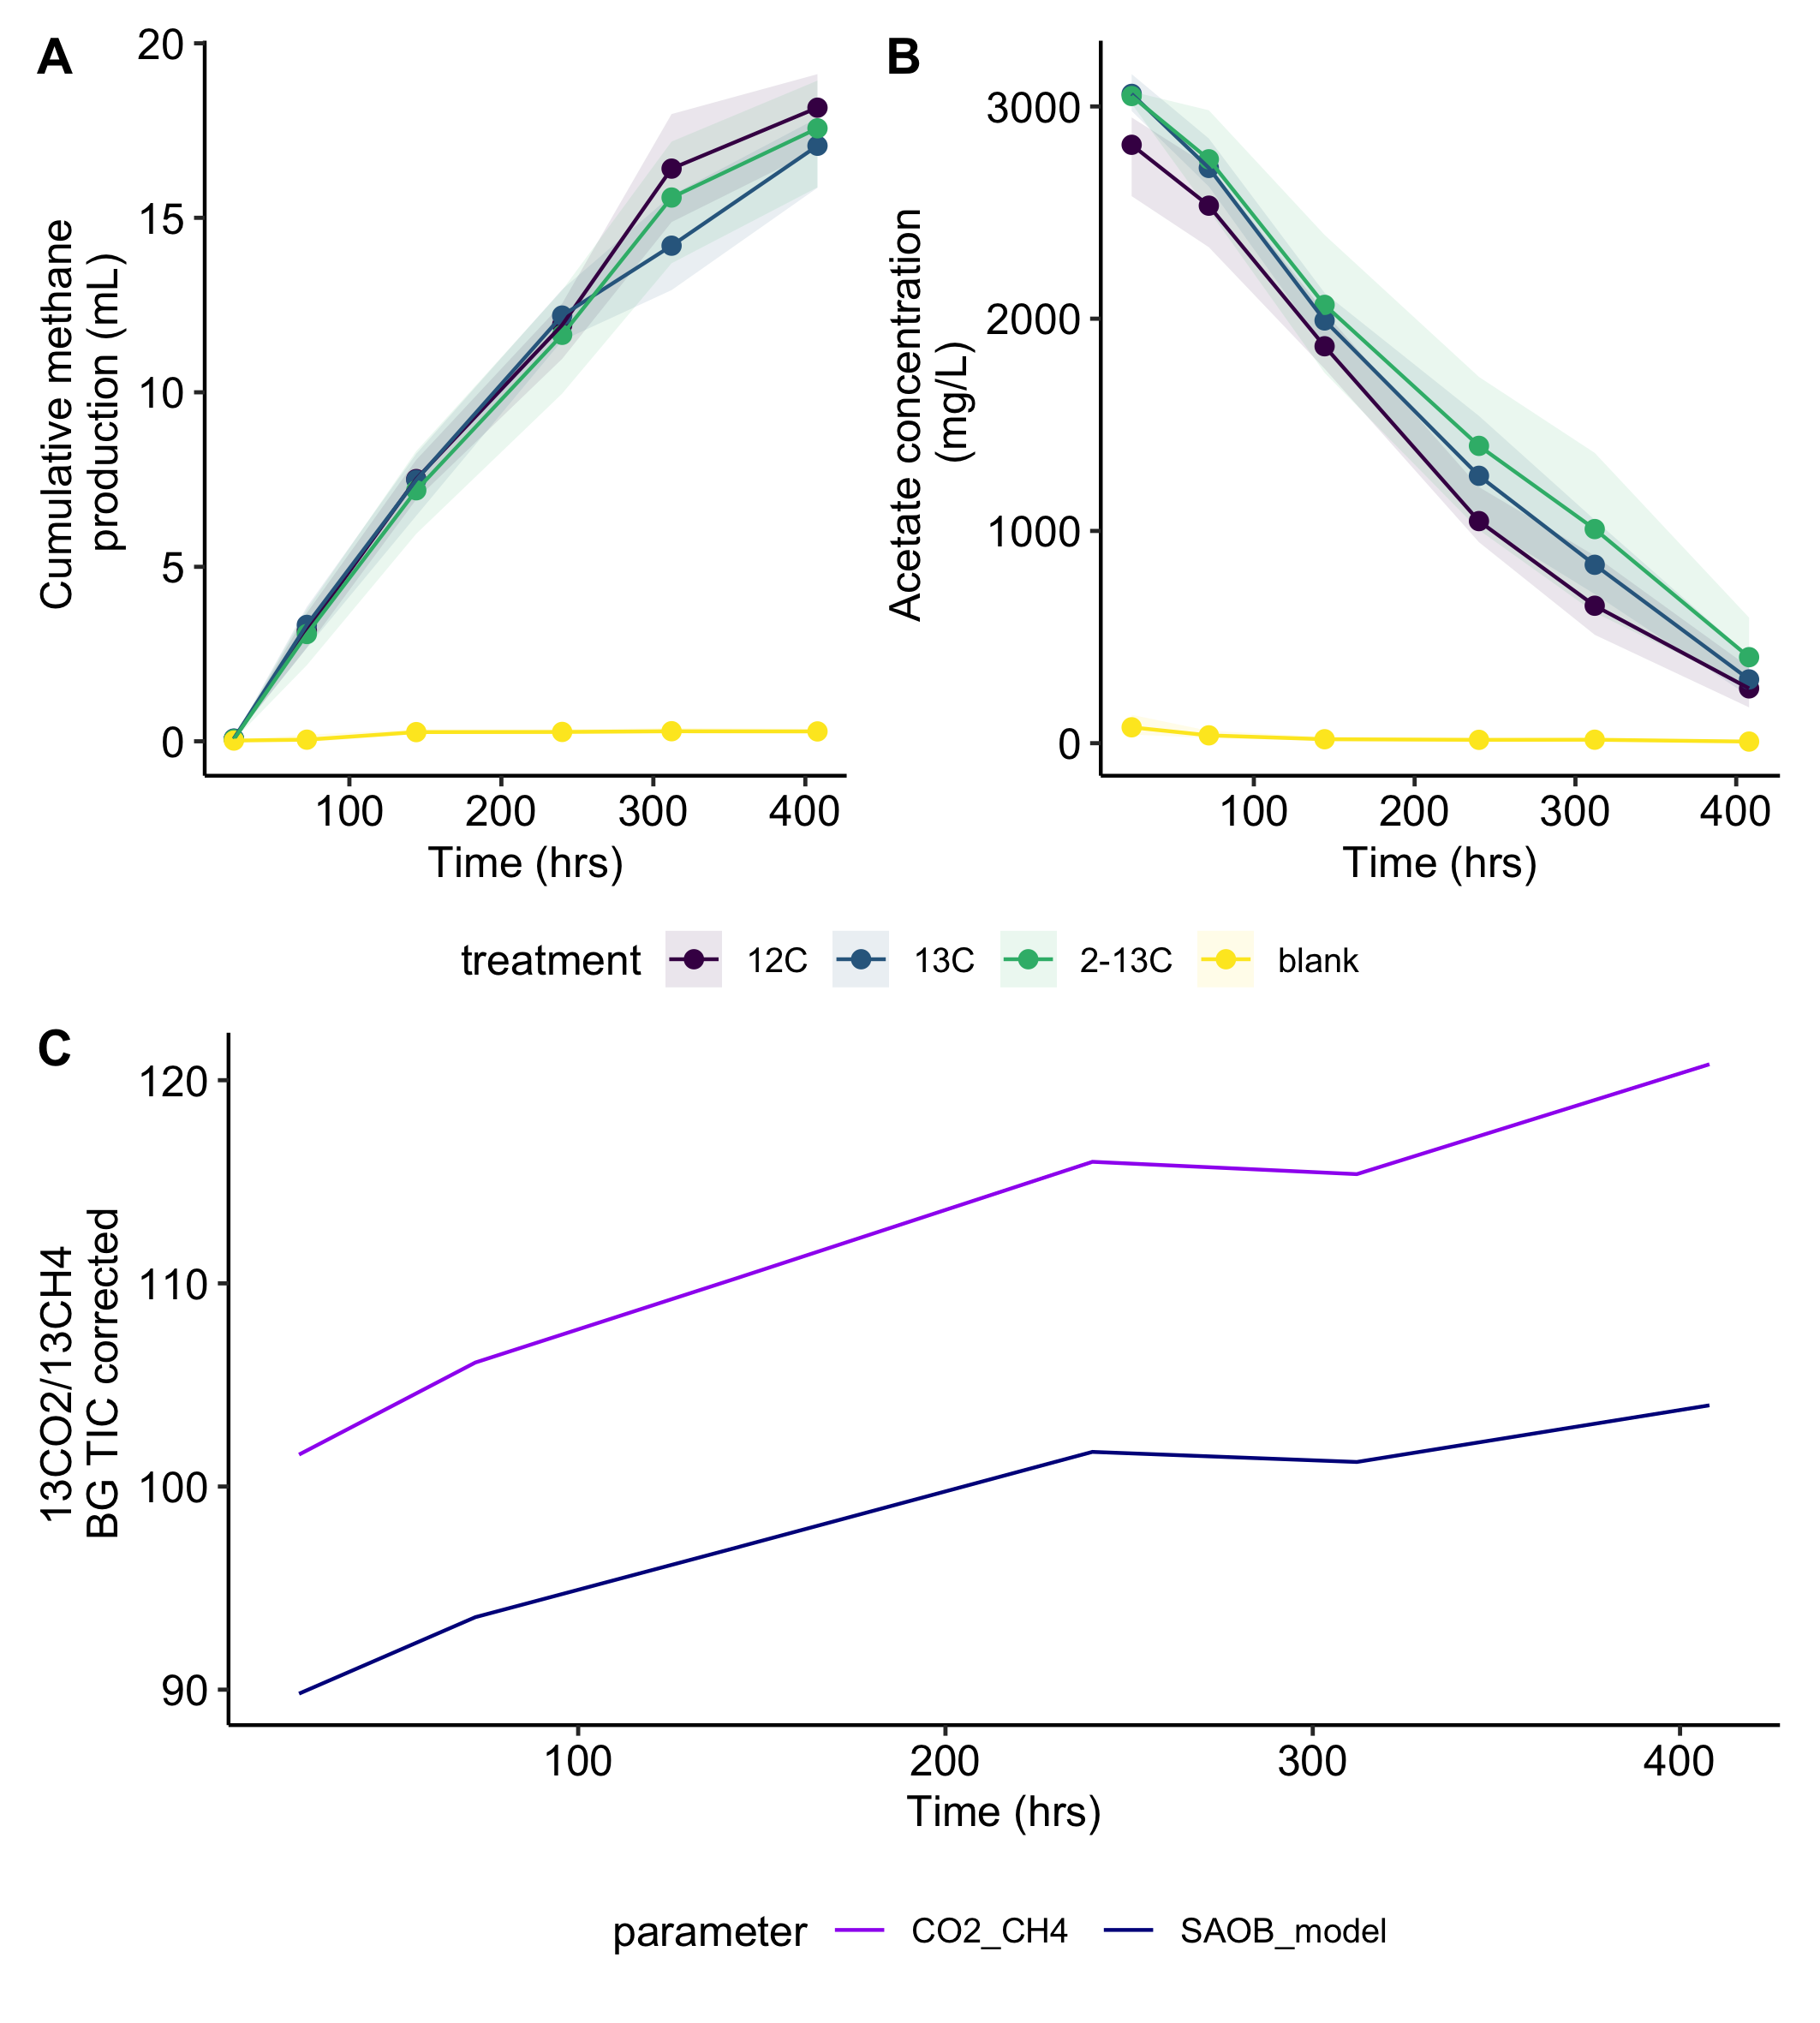 A
Cumulative methane
production (mL)
20
15
10
5
0
100 200 300 400
Time (hrs)
B
Acetate concentration
(mg/L)
3000
2000
1000
0
100 200 300 400
Time (hrs)
treatment 12C 13C 2-13C blank
C
13CO2/13CH4
BG TIC corrected
120
110
100
90
100 200 300 400
Time (hrs)
parameter CO2_CH4 SAOB_model